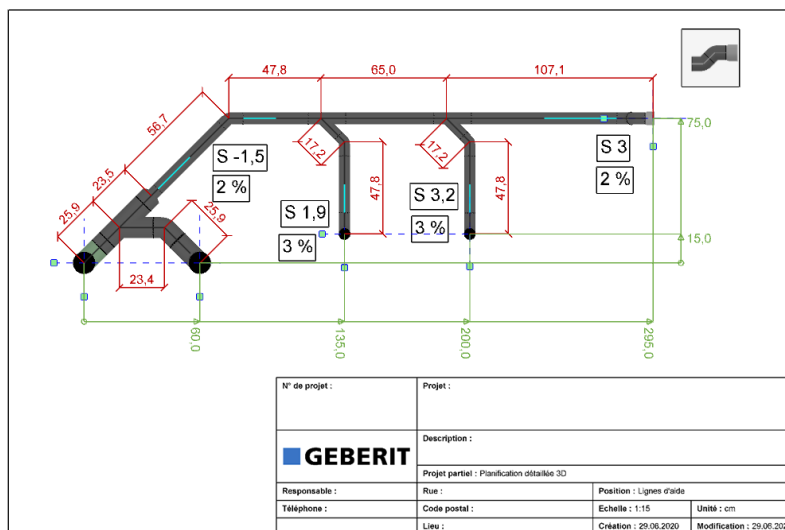 47,8
65,0
107,1
56,7
75,0
17,2
17,2
S 3
2 %
S -1,5
2 %
23,5
47,8
47,8
S 3,2
3 %
25,9
25,9
S 1,9
3 %
15,0
23,4
60,0
135,0
200,0
295,0
N° de projet :
Projet :
GEBERIT
Description :
Projet partiel : Planification détaillée 3D
Responsable :
Rue :
Position : Lignes d'aide
Téléphone :
Code postal :
Echelle : 1:15
Unité : cm
Lieu :
Création : 29.08.2020
Modification : 29.08.202